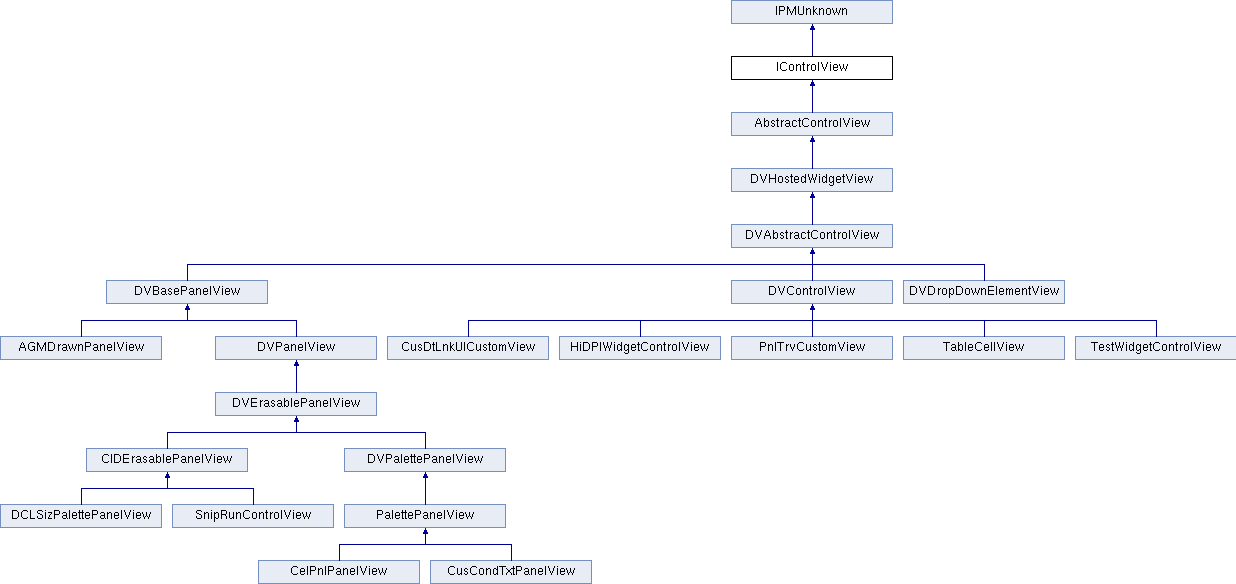 IPMUnknown
IControlView
AbstractControlView
DVHostedWidgetView
DVAbstractControlView
DVBasePanelView
DVControlView
DVDropDownElementView
AGMDrawnPanelView
DVPanelView
CusDtLnkUICustomView
HiDPIWidgetControlView
PnlTrvCustomView
TableCellView
TestWidgetControlView
DVErasablePanelView
CIDErasablePanelView
DVPalettePanelView
DCLSizPalettePanelView
SnipRunControlView
PalettePanelView
CelPnlPanelView
CusCondTxtPanelView